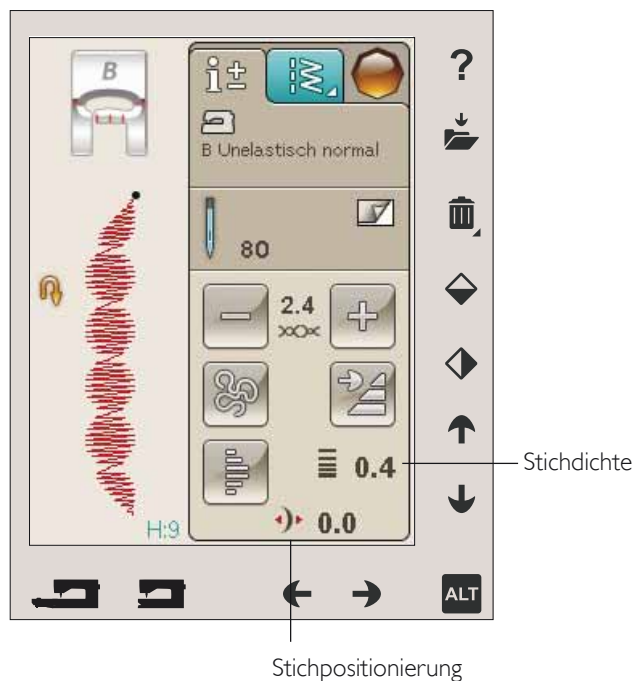 B
?
i±
B Unelastisch normal
80
2.4
0.4
Stichdichte
0.0
H:9
ALT
Stichpositionierung